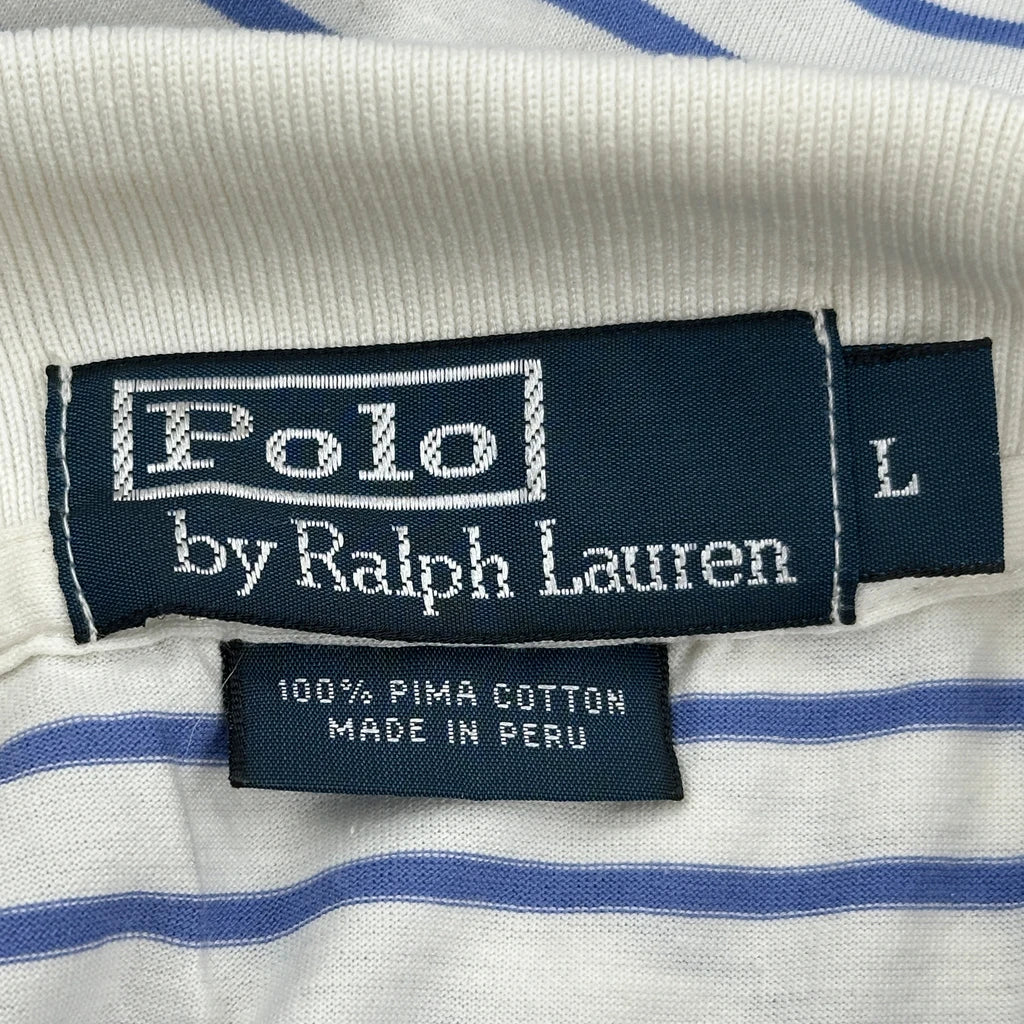 Polo
by Ralph Lauren
L
100% PIMA COTTON
MADE IN PERU